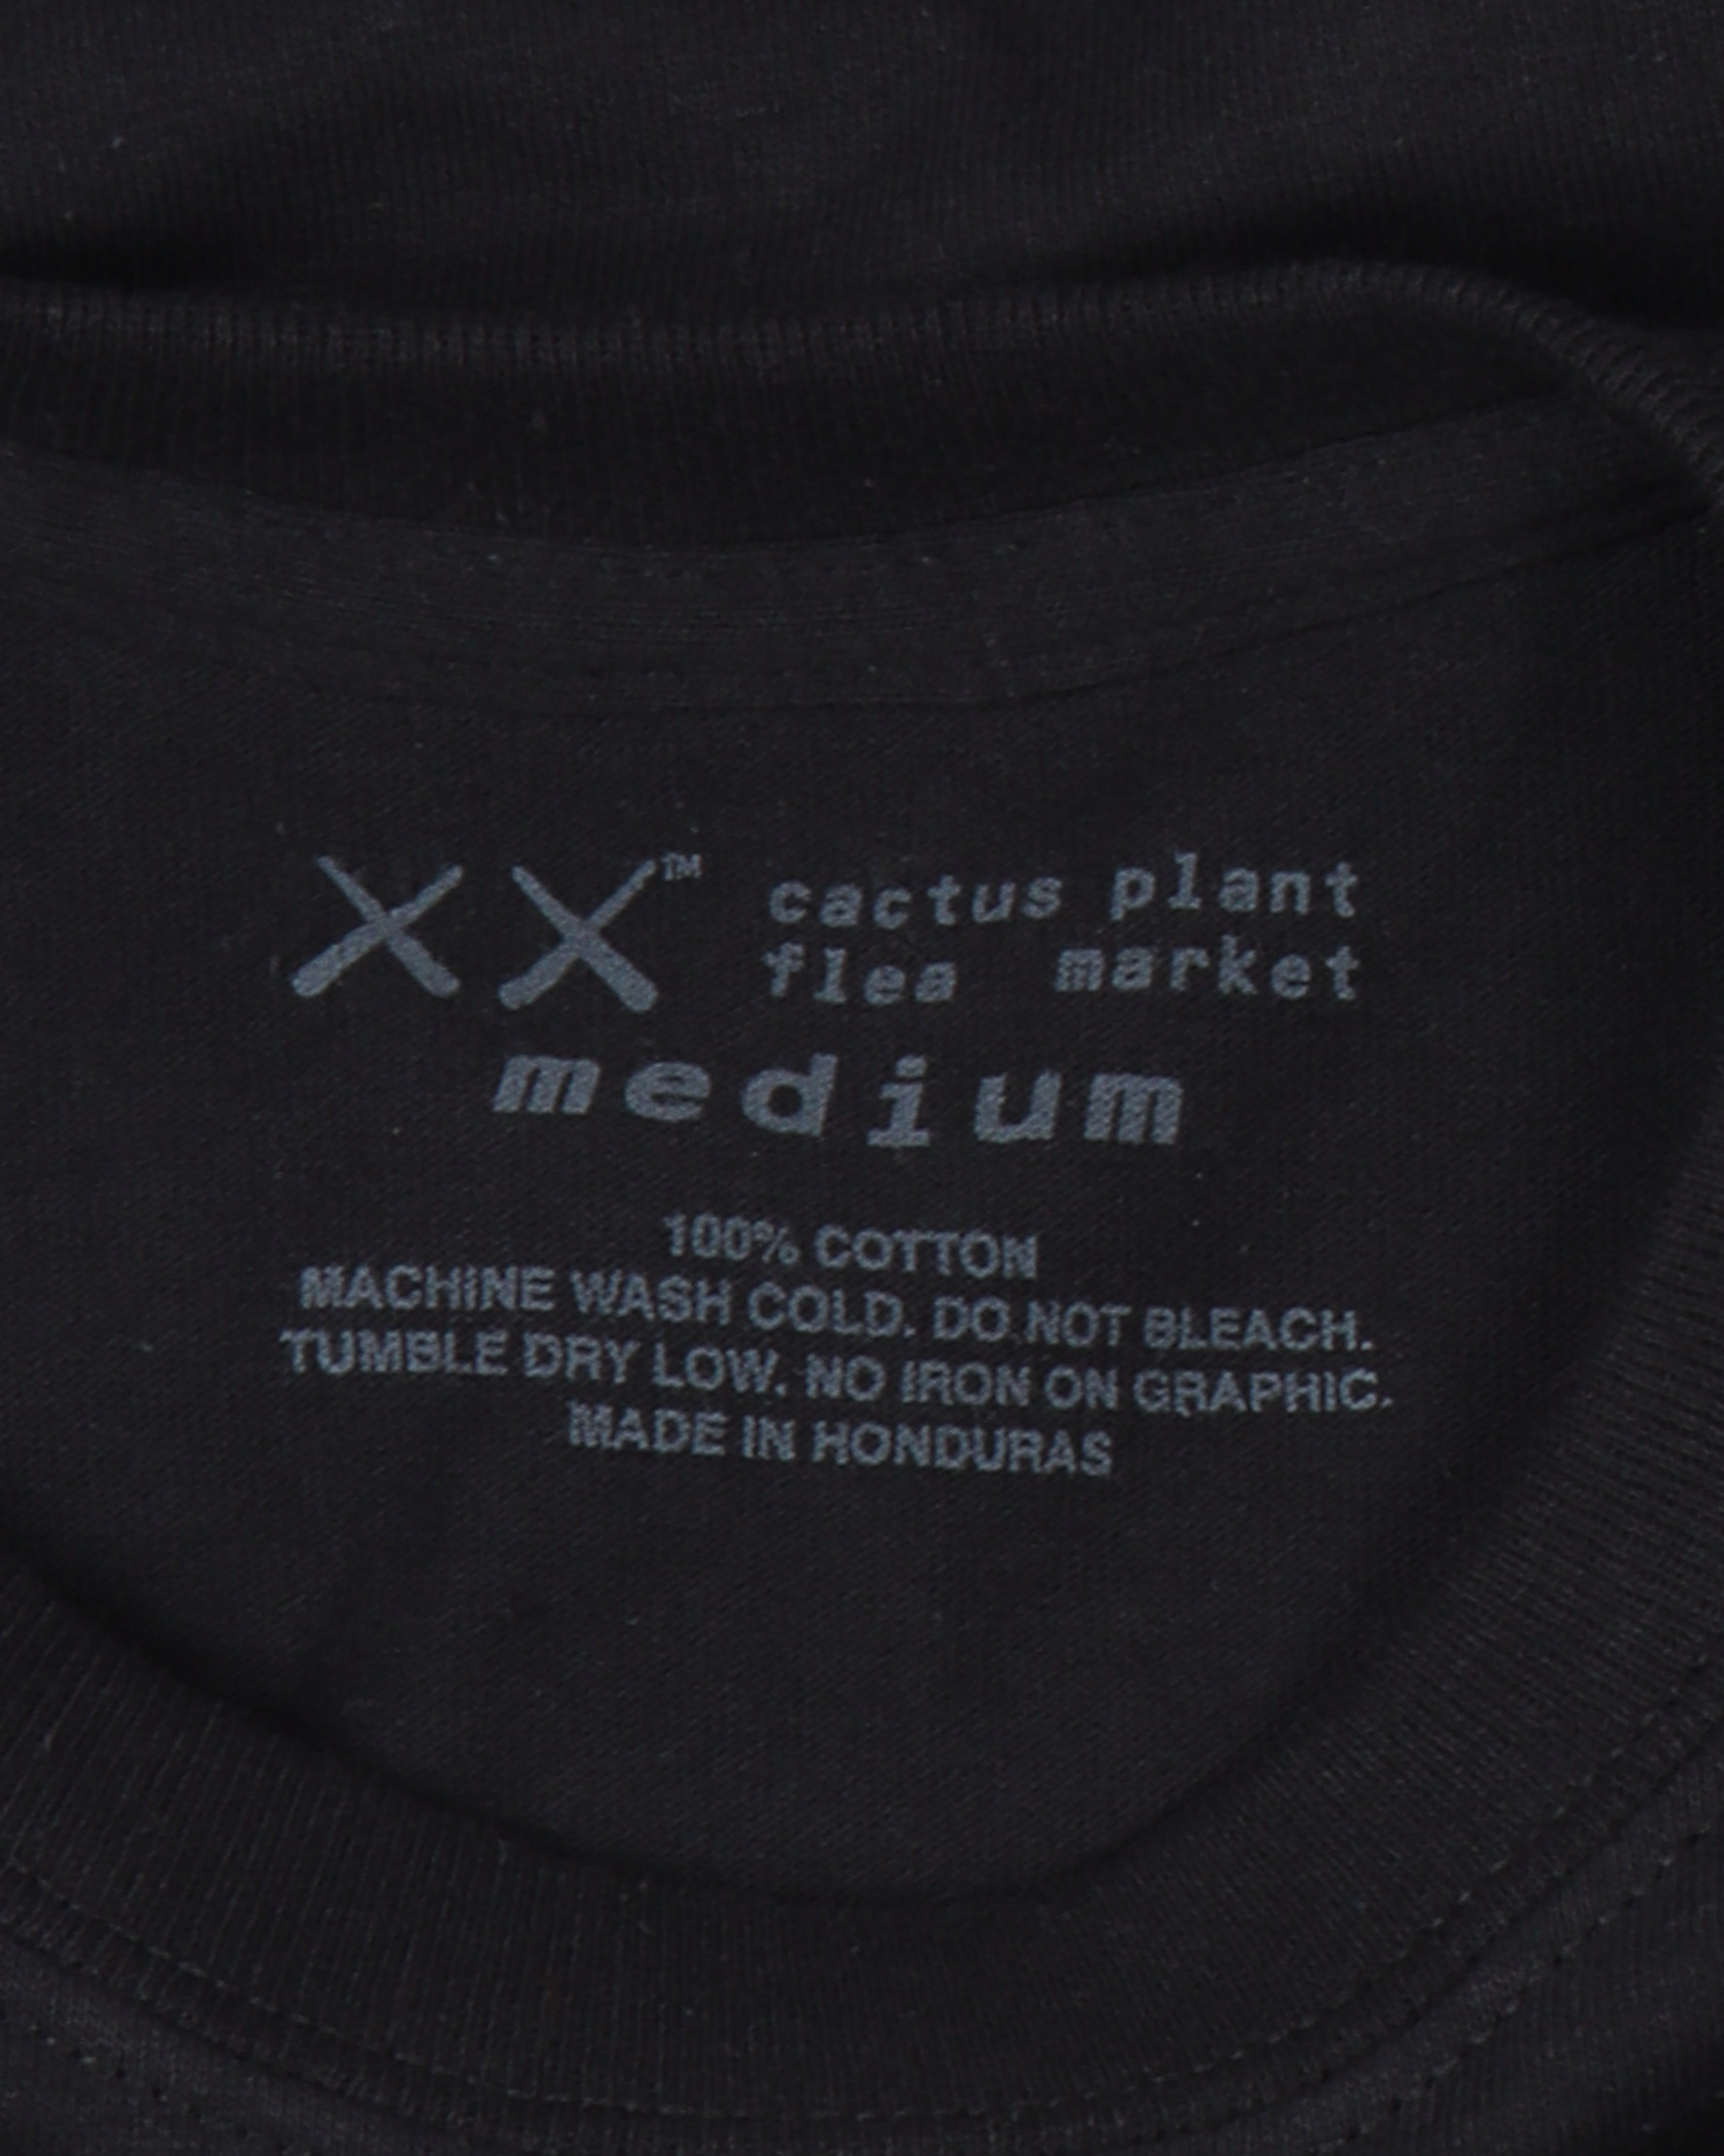 XX™ cactus plant
flea market
medium
100% COTTON
MACHINE WASH COLD. DO NOT BLEACH.
TUMBLE DRY LOW. NO IRON ON GRAPHIC.
MADE IN HONDURAS